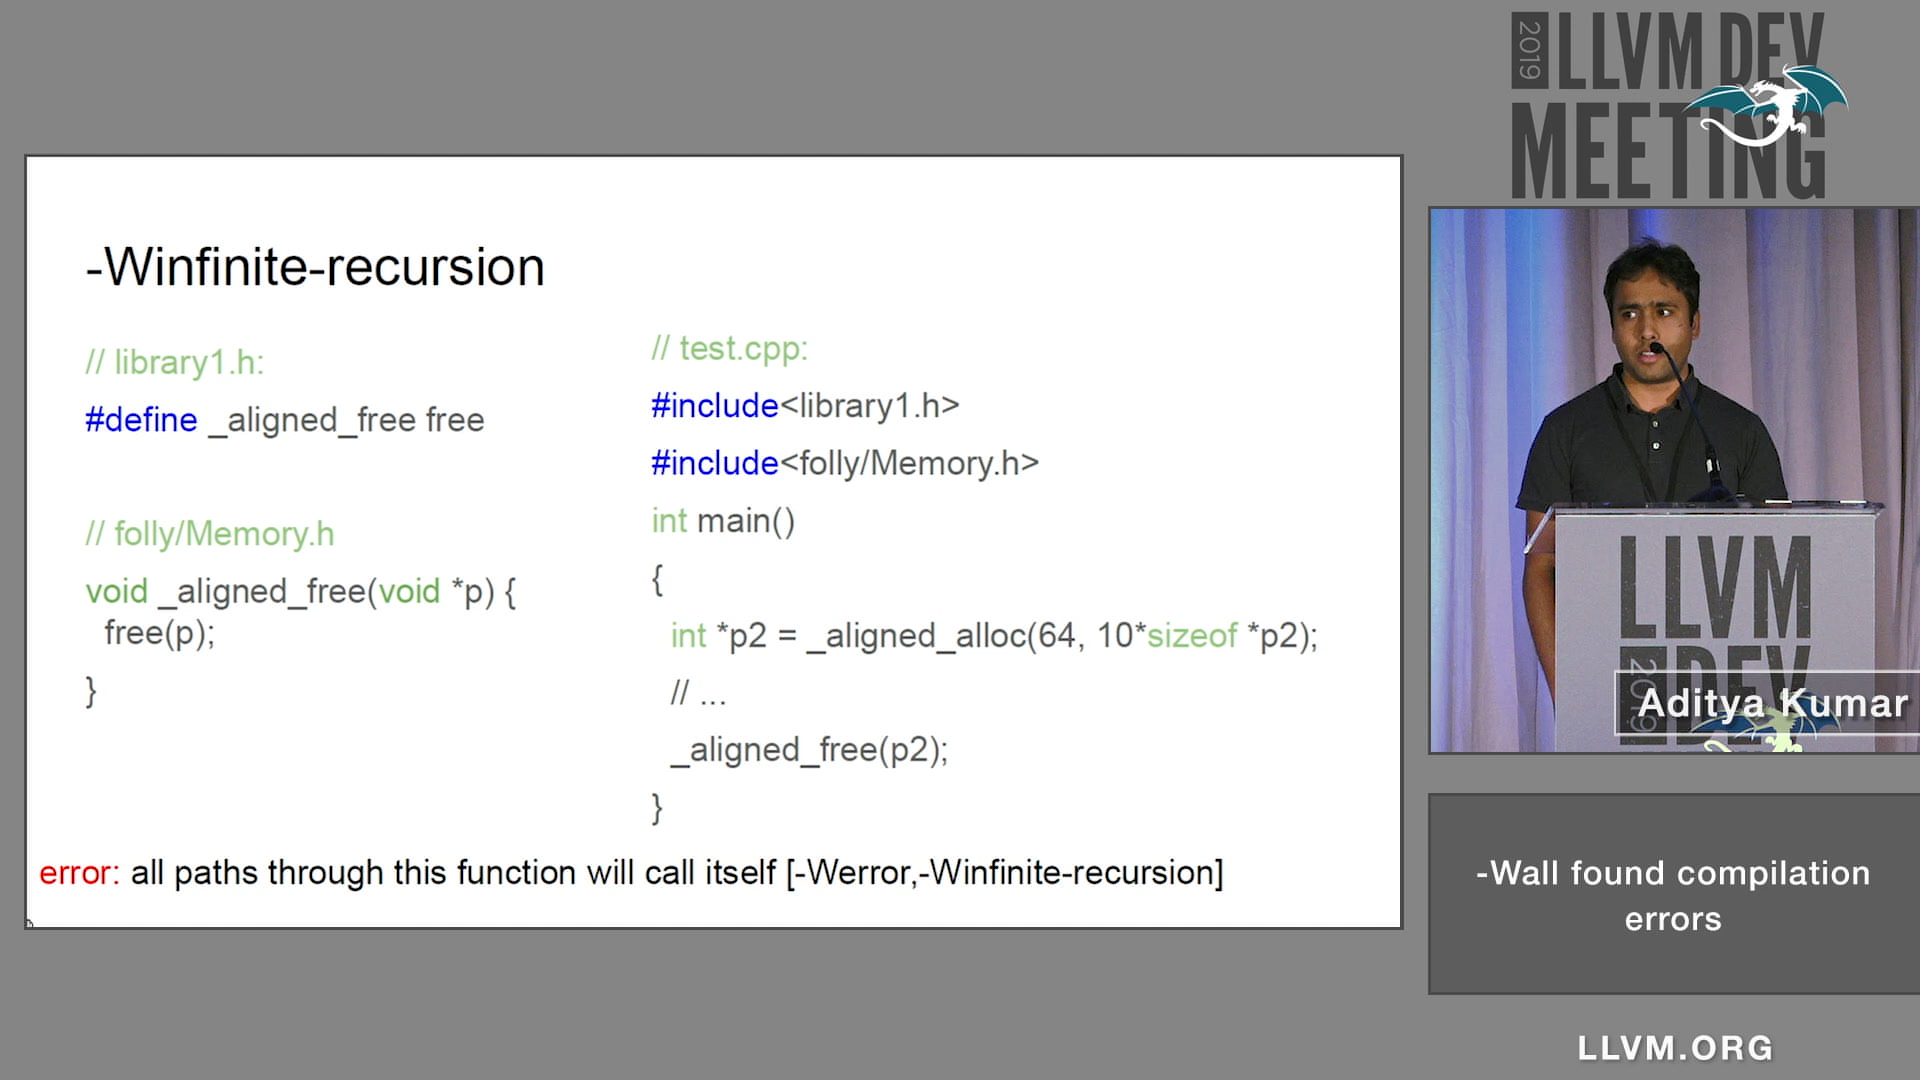 2019
LLVM DEV
MEETING
-Winfinite-recursion
// library1.h:
#define _aligned_free free
// folly/Memory.h
void _aligned_free(void *p) {
free(p);
}
// test.cpp:
#include<library1.h>
#include<folly/Memory.h>
int main()
{
int *p2 = _aligned_alloc(64, 10*sizeof *p2);
// ...
_aligned_free(p2);
}
error: all paths through this function will call itself [-Werror,-Winfinite-recursion]
LLVM
2019
DEV
Aditya Kumar
-Wall found compilation
errors
LLVM.ORG